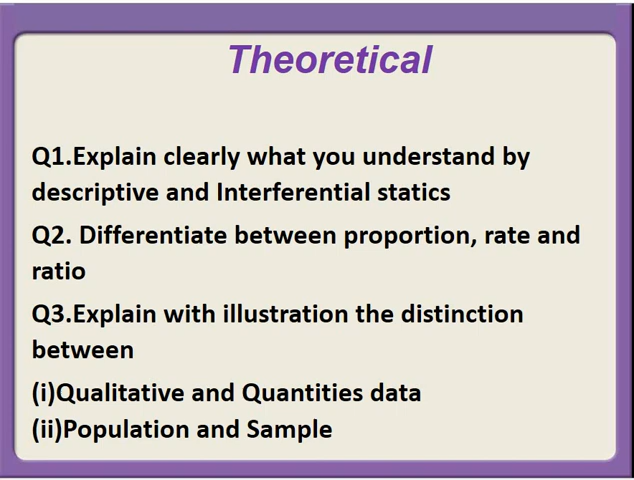 Theoretical
Q1.Explain clearly what you understand by
descriptive and Interferential statics
Q2. Differentiate between proportion, rate and
ratio
Q3.Explain with illustration the distinction
between
(i)Qualitative and Quantities data
(ii)Population and Sample